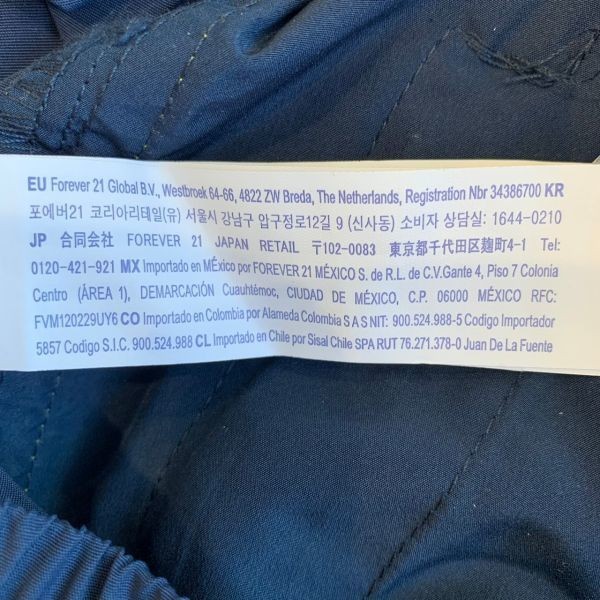 EU Forever 21 Global B.V., Westbroek 64-66, 4822 ZW Breda, The Netherlands, Registration Nbr 34386700 KR
포에버21 코리아리테일(유) 서울시 강남구 압구정로12길 9 (신사동) 소비자 상담실: 1644-0210
JP 合同会社 FOREVER 21 JAPAN RETAIL 〒102-0083 東京都千代田区麹町4-1 Tel:
0120-421-921 MX Importado en MÉxico por FOREVER 21 MÉXICO S. de R.L. de C.V.Gante 4, Piso 7 Colonia
Centro (ÁREA 1), DEMARCACIÓN Cuauhtémoc, CIUDAD DE MÉXICO, C.P. 06000 MÉXICO RFC:
FVM120229UY6 CO Importado en Colombia por Alameda Colombia S A S NIT: 900.524.988-5 Codigo Importador
5857 Codigo S.I.C. 900.524.988 CL Importado en Chile por Sisal Chile SPA RUT 76.271.378-0 Juan De La Fuente